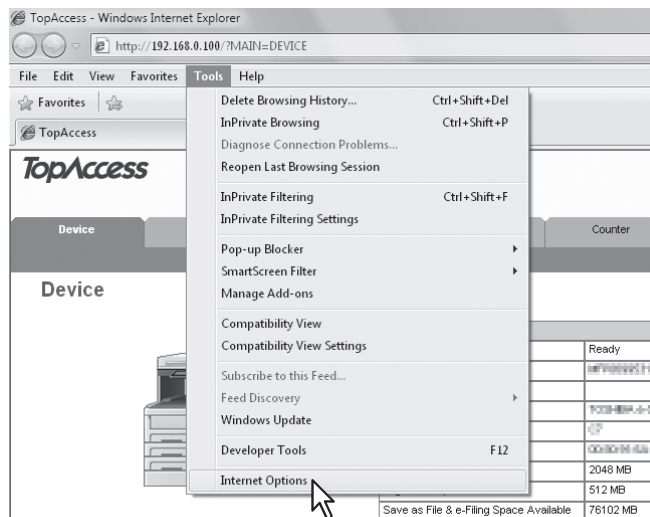 TopAccess - Windows Internet Explorer
http://192.168.0.100/?MAIN=DEVICE
File Edit View Favorites Tools Help
Favorites
TopAccess
TopAccess
Device
Counter
Device
Delete Browsing History... Ctrl+Shift+Del
InPrivate Browsing Ctrl+Shift+P
Diagnose Connection Problems...
Reopen Last Browsing Session
InPrivate Filtering Ctrl+Shift+F
InPrivate Filtering Settings
Pop-up Blocker
SmartScreen Filter
Manage Add-ons
Compatibility View
Compatibility View Settings
Subscribe to this Feed...
Feed Discovery
Windows Update
Developer Tools F12
Internet Options
Ready
2048 MB
512 MB
Save as File & e-Filing Space Available 76102 MB